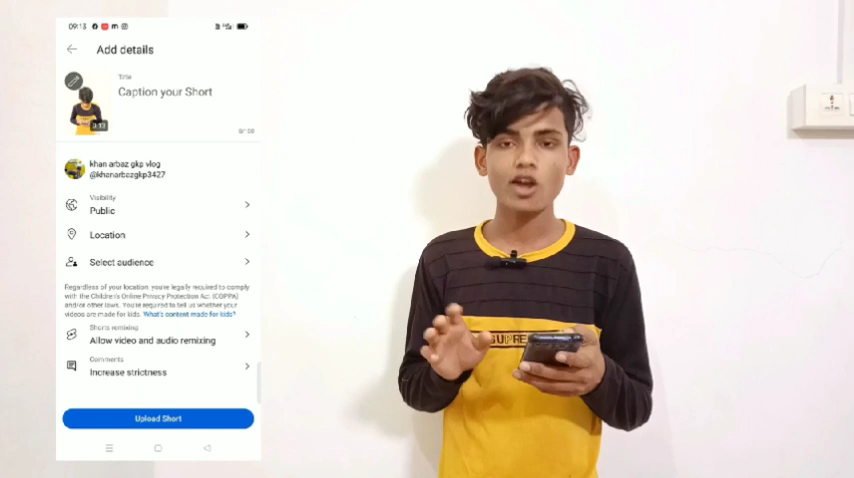 09:13
Add details
Title
Caption your Short
0:13
khan arbaz gkp vlog
@khanarbazgkp3427
Visibility
Public
Location
Select audience
Regardless of your location, you're legally required to comply
with the Children's Online Privacy Protection Act (COPPA)
and/or other laws. You're required to tell us whether your
videos are made for kids. What's content made for kids?
Shorts remixing
Allow video and audio remixing
Comments
Increase strictness
Upload Short